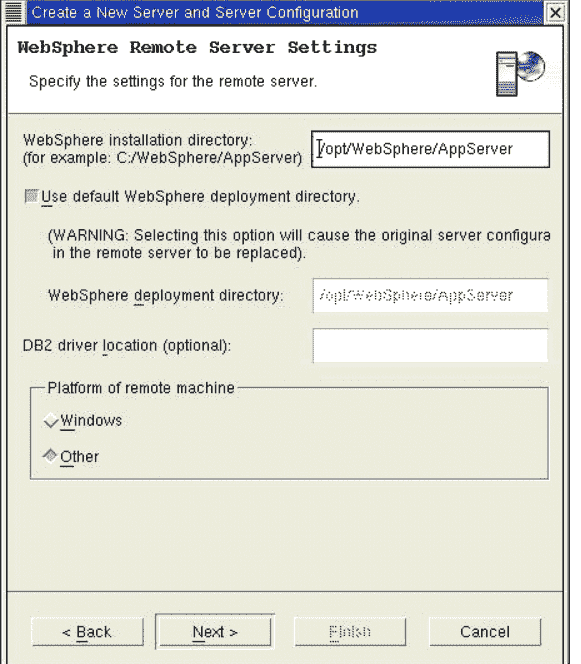 Create a New Server and Server Configuration
WebSphere Remote Server Settings
Specify the settings for the remote server.
WebSphere installation directory:
(for example: C:/WebSphere/AppServer)
/opt/WebSphere/AppServer
Use default WebSphere deployment directory.
(WARNING: Selecting this option will cause the original server configura
in the remote server to be replaced).
WebSphere deployment directory:
/opt/WebSphere/AppServer
DB2 driver location (optional):
Platform of remote machine
Windows
Other
< Back
Next >
Finish
Cancel